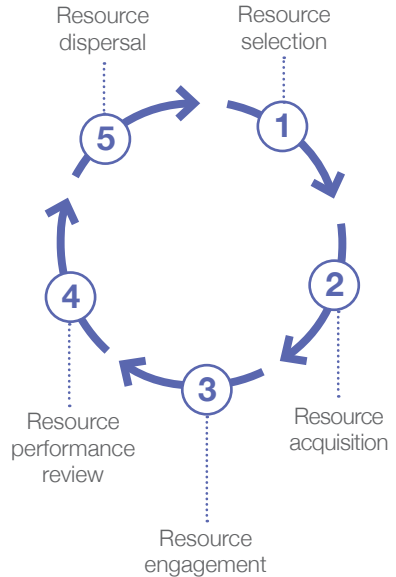 Resource
selection
1
2
Resource
acquisition
3
Resource
engagement
4
Resource
performance
review
5
Resource
dispersal